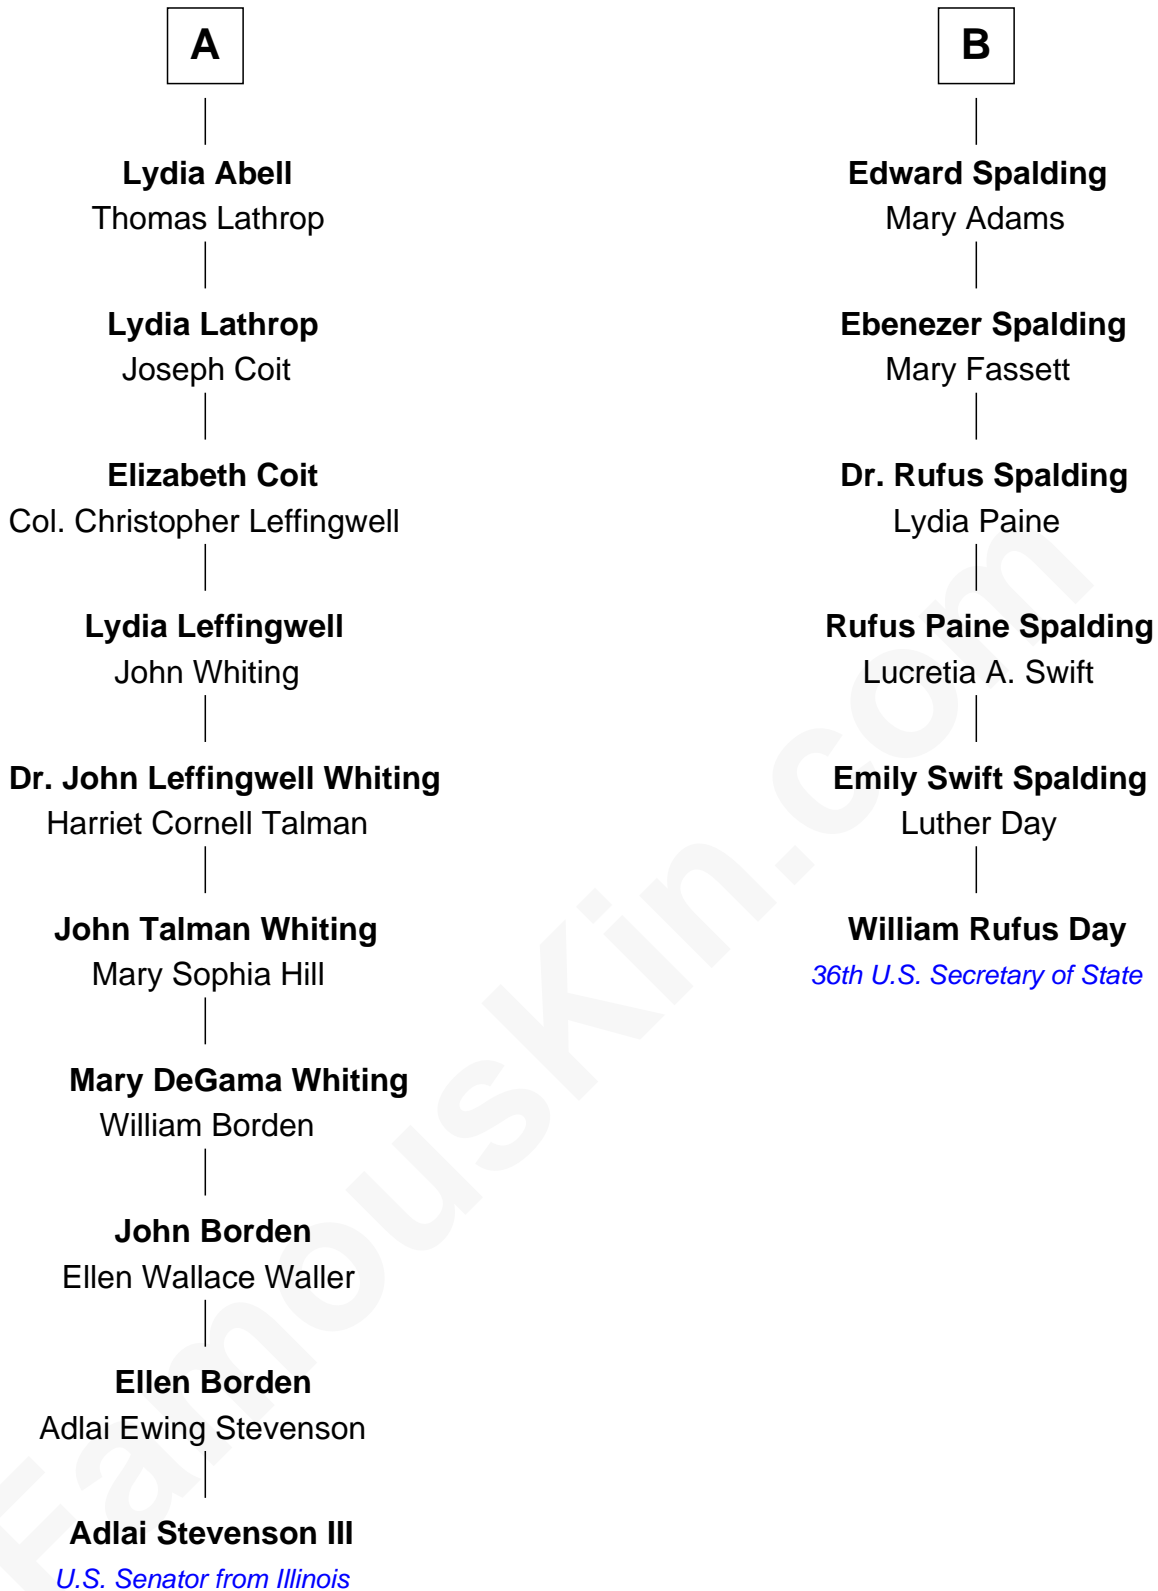 A
Lydia Abell
Thomas Lathrop
Lydia Lathrop
Joseph Coit
Elizabeth Coit
Col. Christopher Leffingwell
Lydia Leffingwell
John Whiting
Dr. John Leffingwell Whiting
Harriet Cornell Talman
John Talman Whiting
Mary Sophia Hill
Mary DeGama Whiting
William Borden
John Borden
Ellen Wallace Waller
Ellen Borden
Adlai Ewing Stevenson
Adlai Stevenson III
U.S. Senator from Illinois
B
Edward Spalding
Mary Adams
Ebenezer Spalding
Mary Fassett
Dr. Rufus Spalding
Lydia Paine
Rufus Paine Spalding
Lucretia A. Swift
Emily Swift Spalding
Luther Day
William Rufus Day
36th U.S. Secretary of State
FamousKin.com